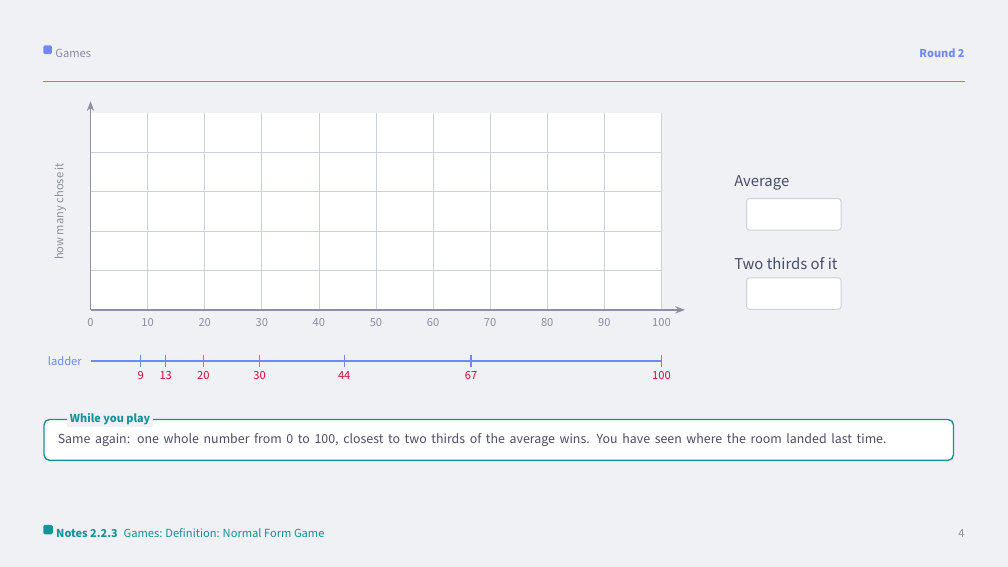 Games
Round 2
how many chose it
0 10 20 30 40 50 60 70 80 90 100
Average
Two thirds of it
ladder
9 13 20 30 44 67 100
While you play
Same again: one whole number from 0 to 100, closest to two thirds of the average wins. You have seen where the room landed last time.
Notes 2.2.3 Games: Definition: Normal Form Game
4